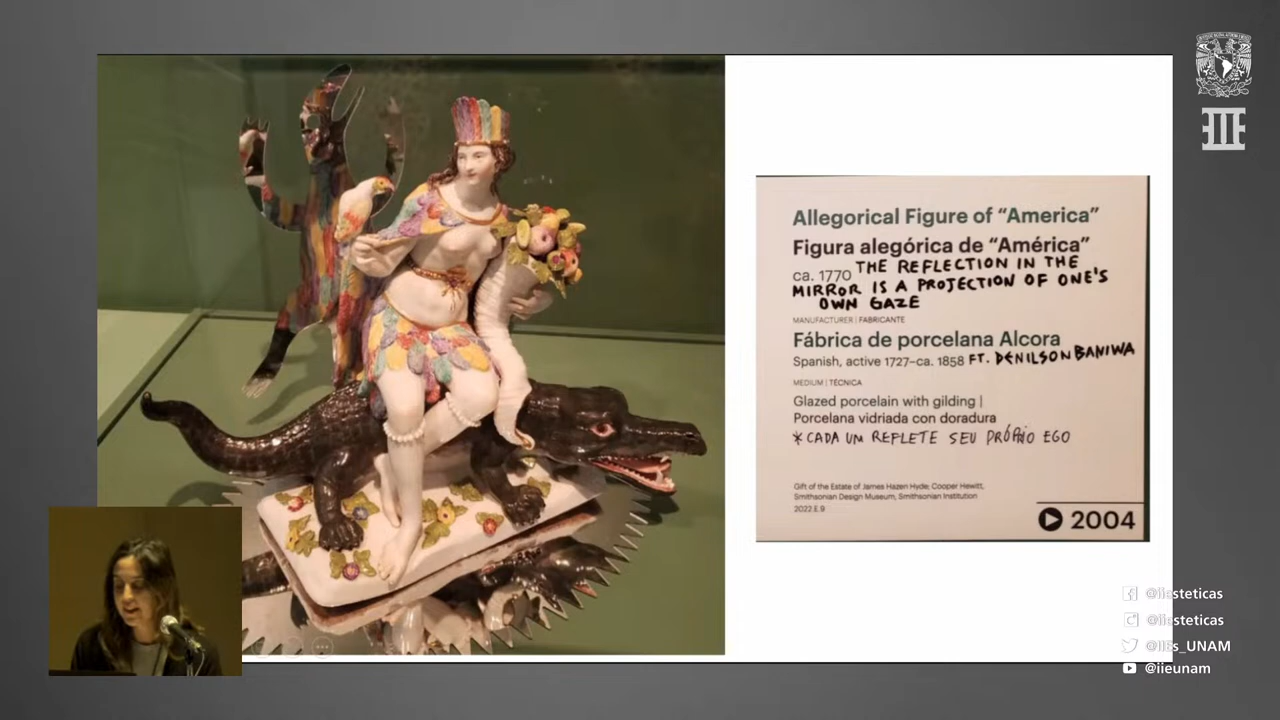 Allegorical Figure of “America”
Figura alegórica de “América”
ca. 1770 THE REFLECTION IN THE
MIRROR IS A PROJECTION OF ONE'S
OWN GAZE
MANUFACTURER | FABRICANTE
Fábrica de porcelana Alcora
Spanish, active 1727–ca. 1858 FT. DENILSON BANIWA
MEDIUM | TÉCNICA
Glazed porcelain with gilding |
Porcelana vidriada con doradura
*CADA UM REFLETE SEU PRÓPRIO EGO
Gift of the Estate of James Hazen Hyde; Cooper Hewitt,
Smithsonian Design Museum, Smithsonian Institution
2022.E.9
2004
@iiesteticas
@iiesteticas
@IIEs_UNAM
@iieunam